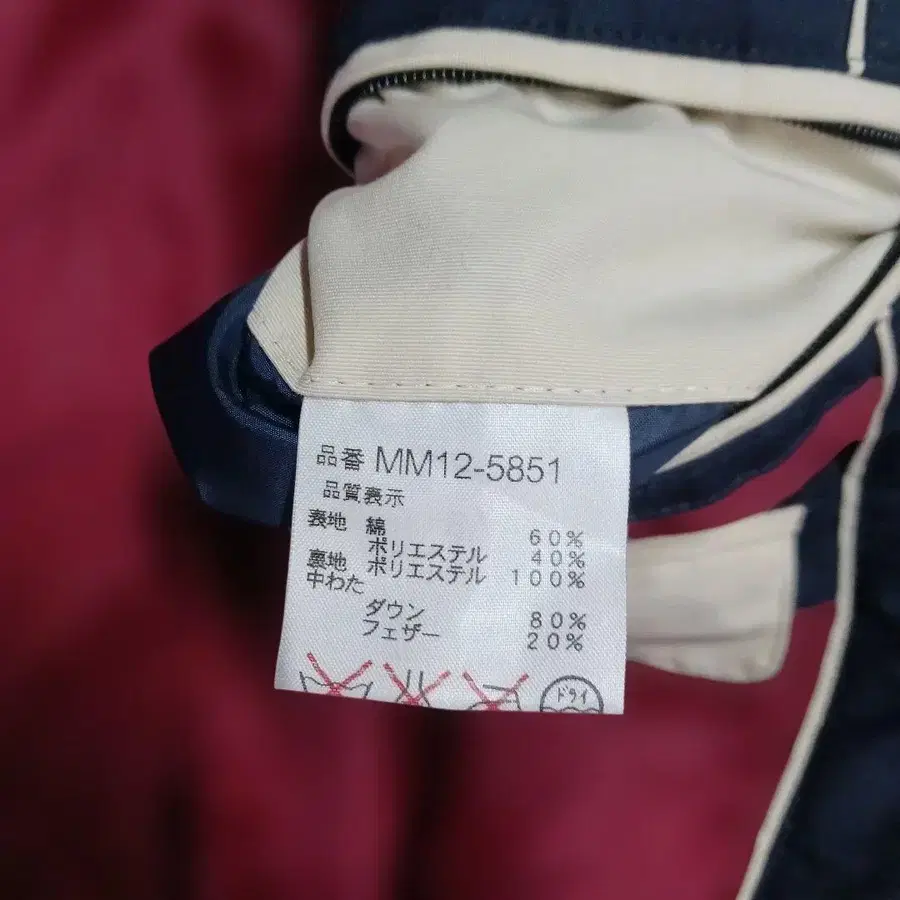 品番 MM12-5851
品質表示
表地 綿 60%
ポリエステル 40%
裏地 ポリエステル 100%
中わた
ダウン 80%
フェザー 20%
ドライ